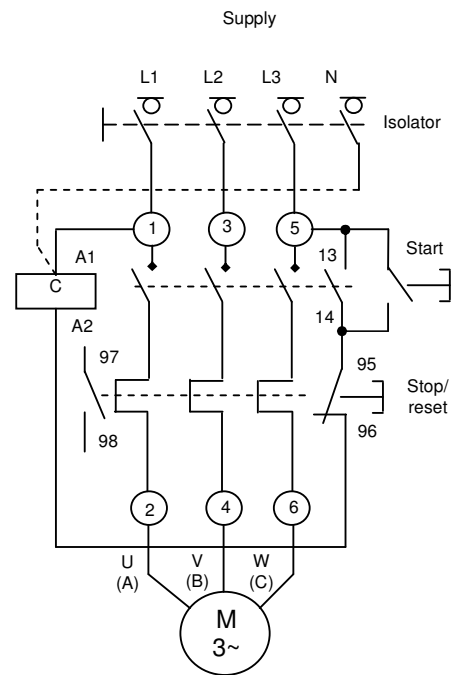 Supply
L1 L2 L3 N
Isolator
1 3 5
A1 13 Start
C
A2 14
97 95
Stop/
reset
98 96
2 4 6
U V W
(A) (B) (C)
M
3~